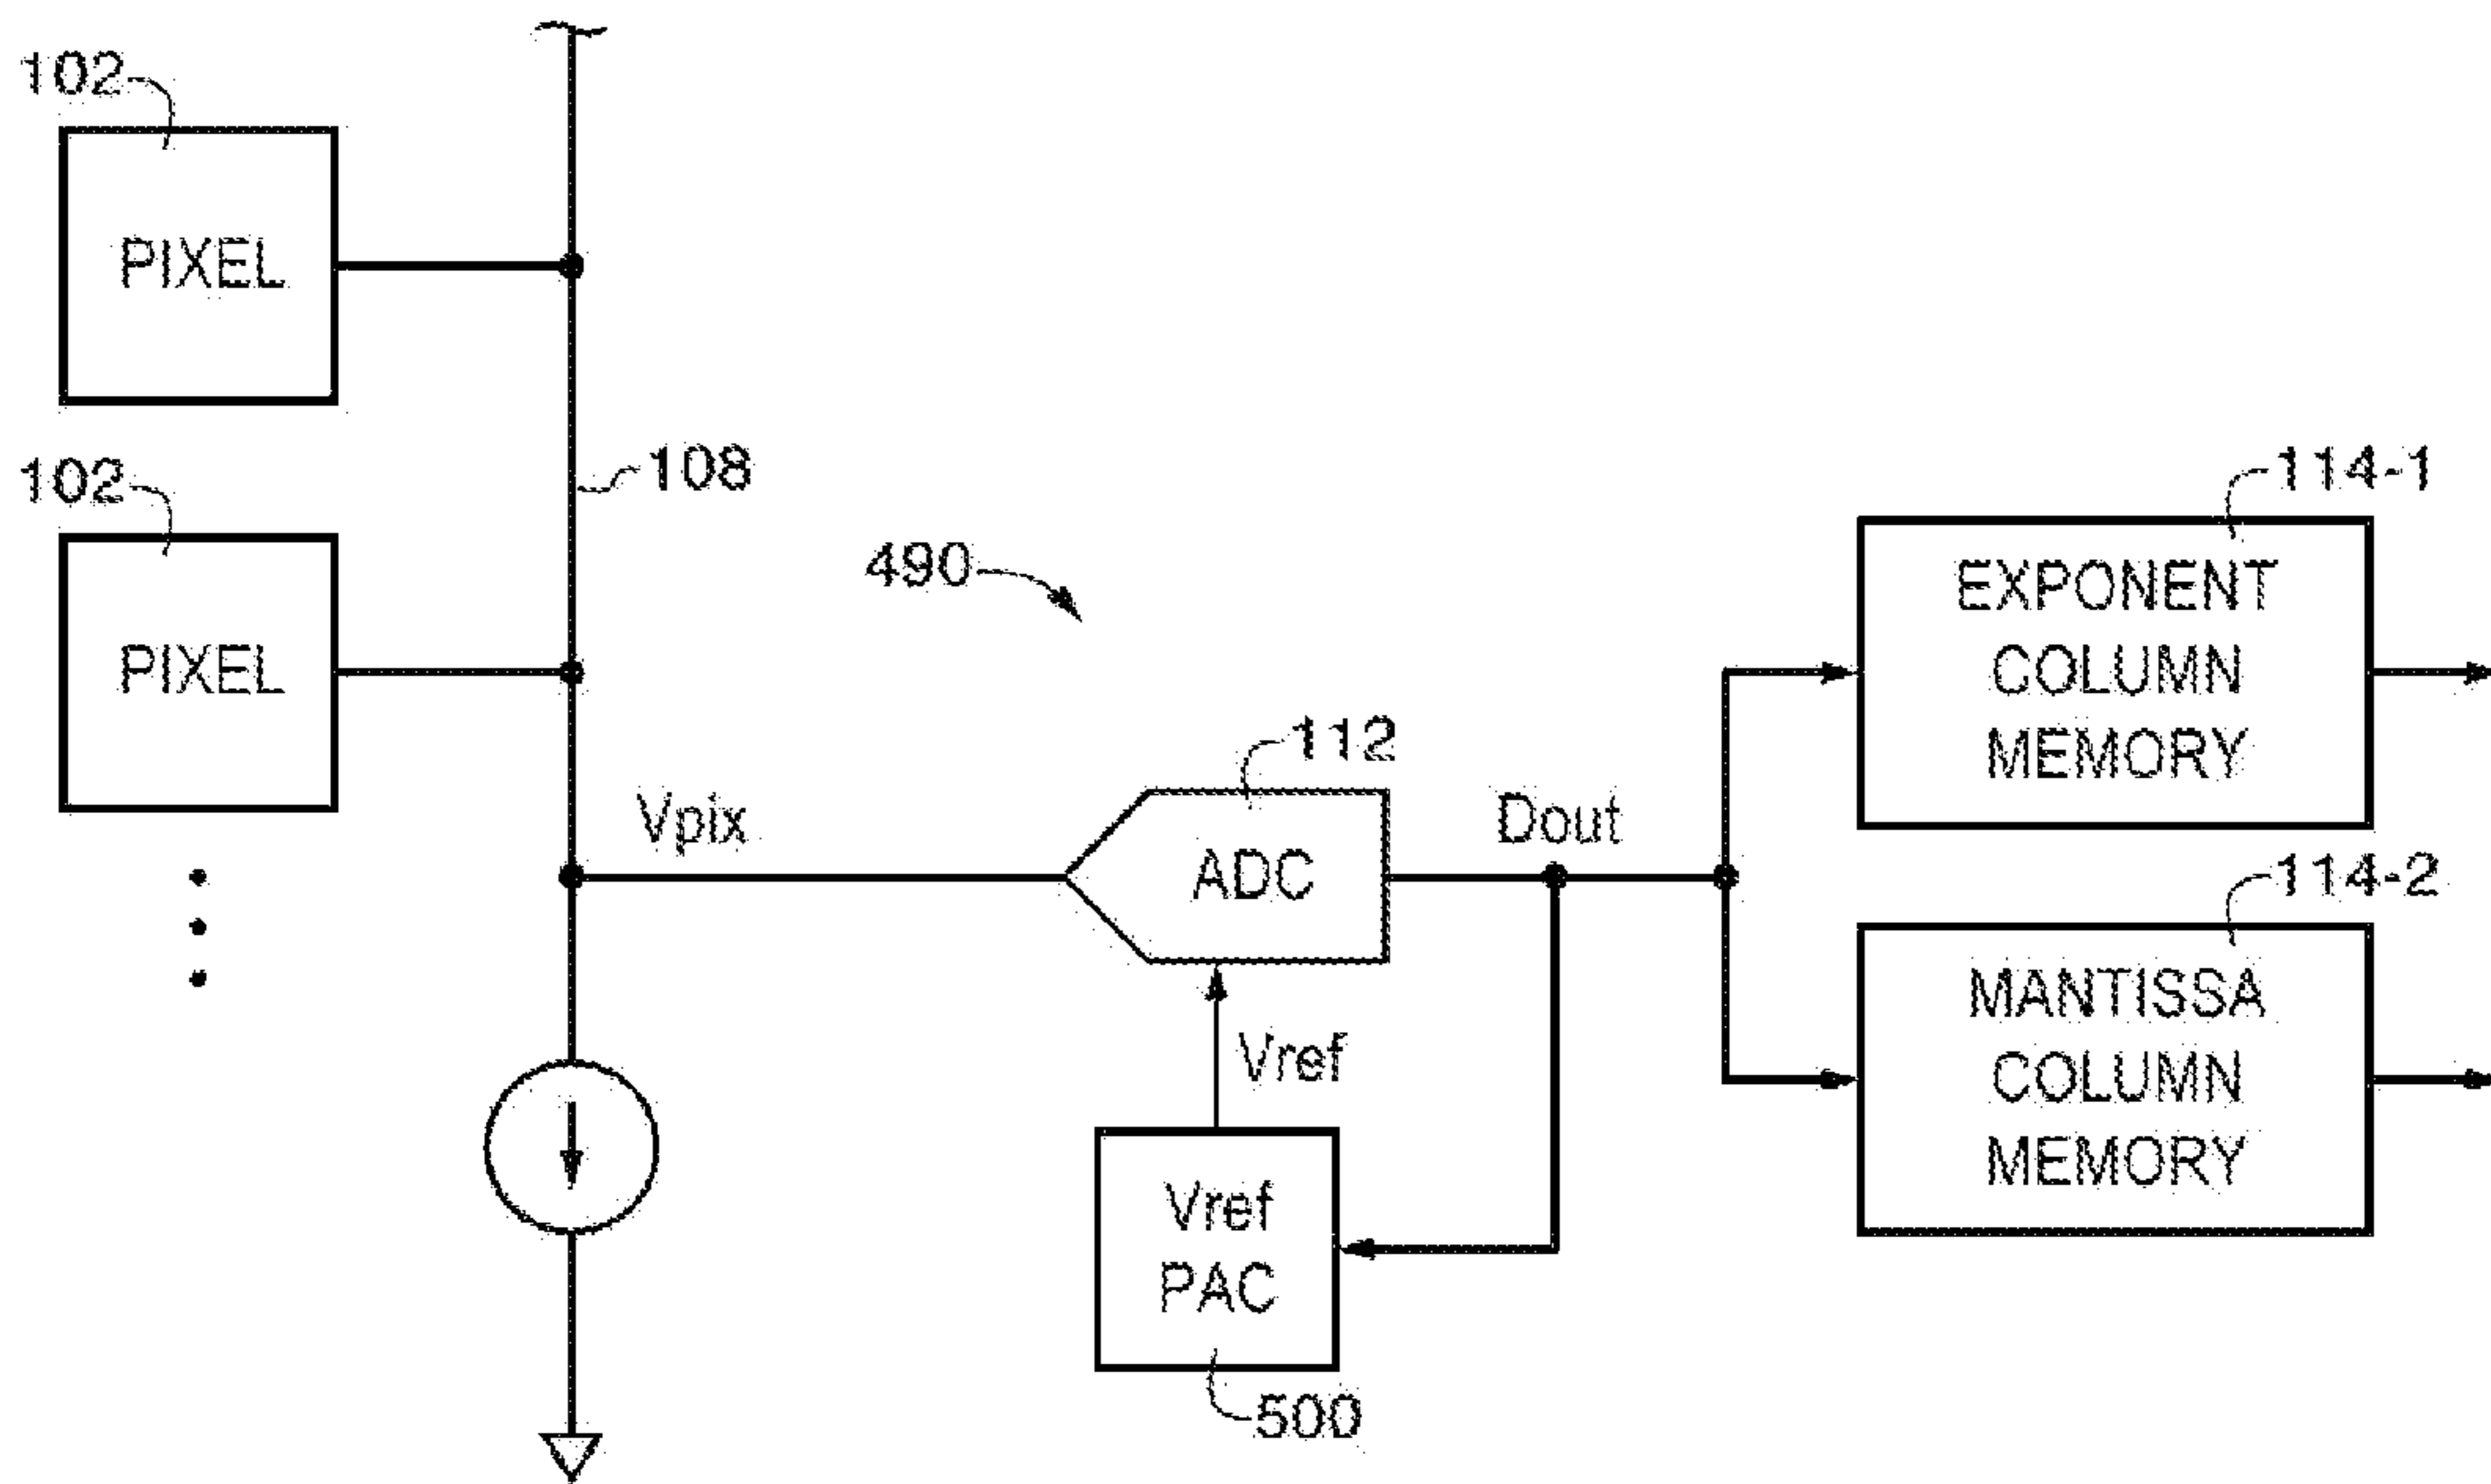 102
PIXEL
108
102
PIXEL
490
Vpix
112
ADC
Dout
Vref
Vref
PAC
500
114-1
EXPONENT
COLUMN
MEMORY
114-2
MANTISSA
COLUMN
MEMORY